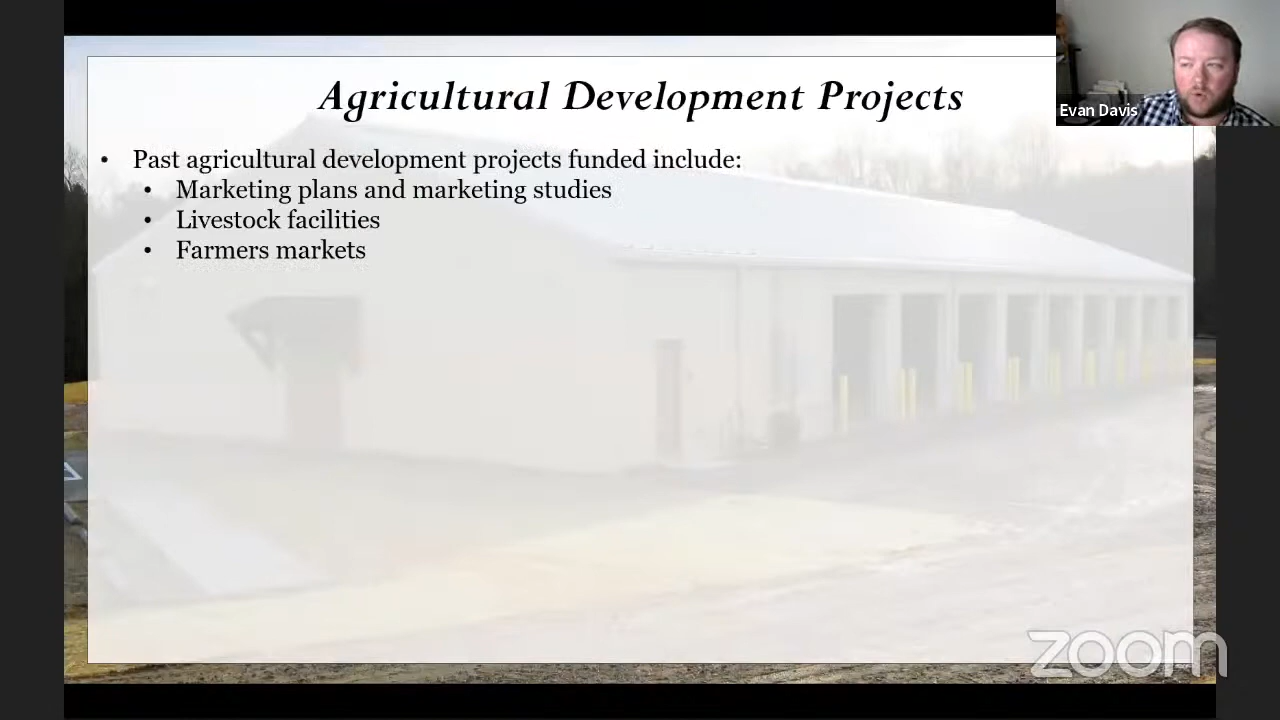 Agricultural Development Projects
Evan Davis
• Past agricultural development projects funded include:
• Marketing plans and marketing studies
• Livestock facilities
• Farmers markets
zoom